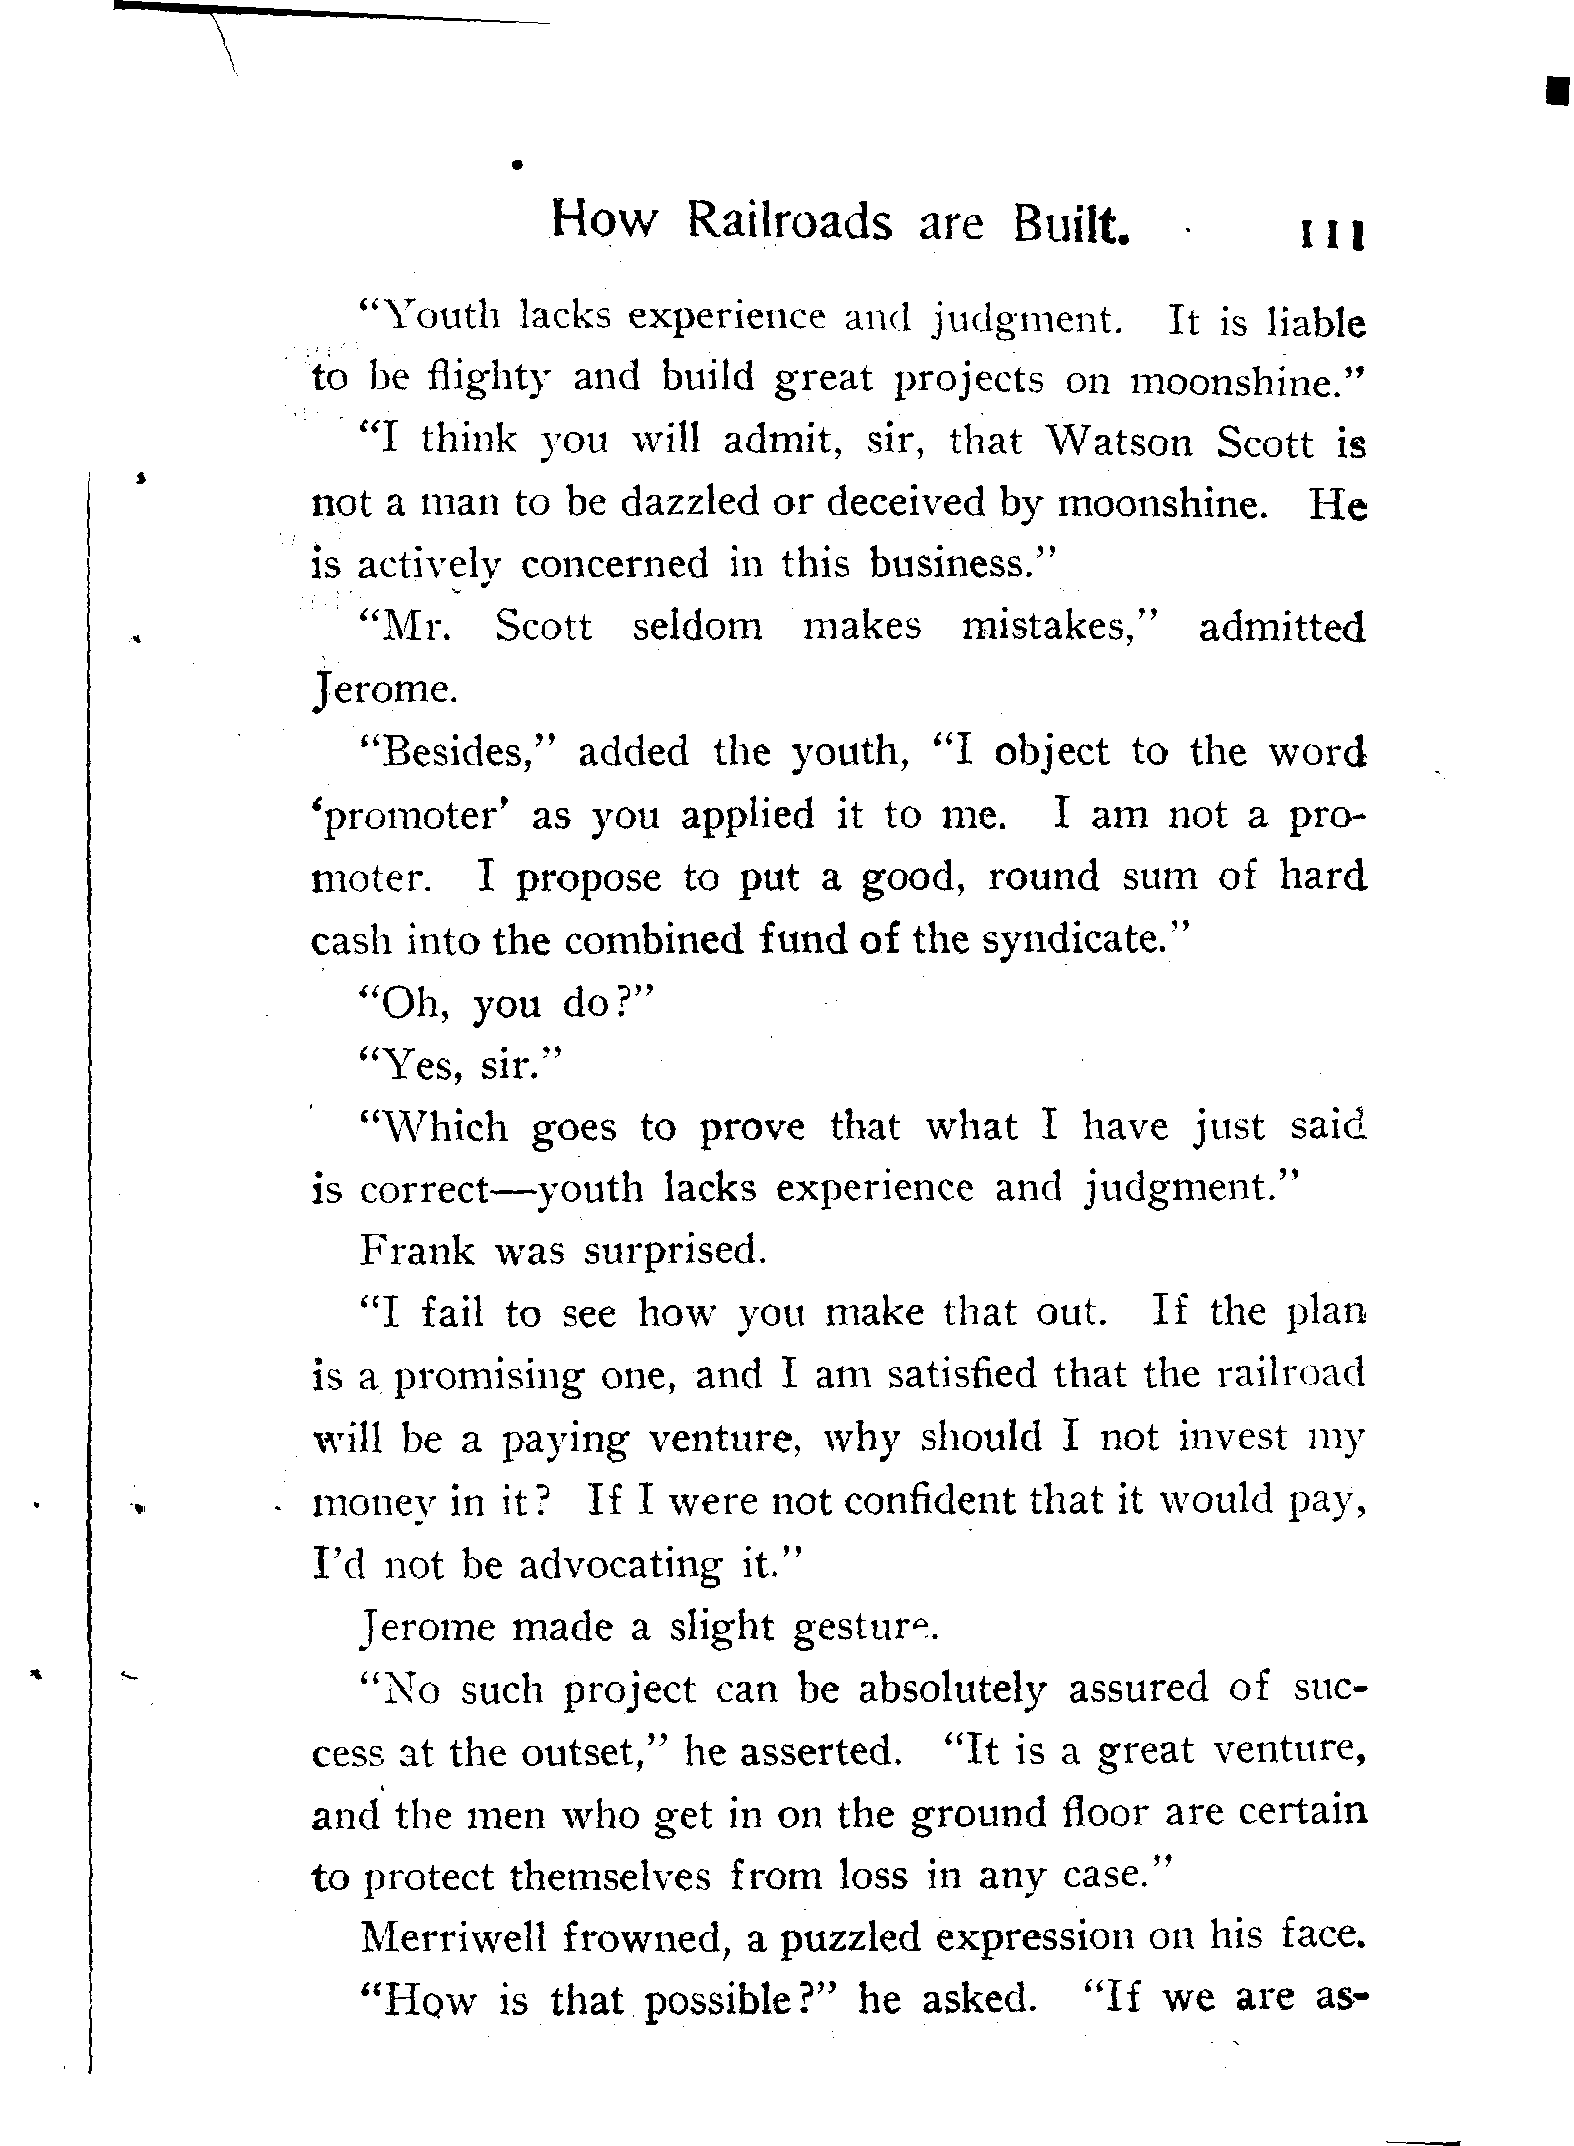 How Railroads are Built. 111
“Youth lacks experience and judgment. It is liable
to be flighty and build great projects on moonshine.”
“I think you will admit, sir, that Watson Scott is
not a man to be dazzled or deceived by moonshine. He
is actively concerned in this business.”
“Mr. Scott seldom makes mistakes,” admitted
Jerome.
“Besides,” added the youth, “I object to the word
‘promoter’ as you applied it to me. I am not a pro-
moter. I propose to put a good, round sum of hard
cash into the combined fund of the syndicate.”
“Oh, you do?”
“Yes, sir.”
“Which goes to prove that what I have just said
is correct—youth lacks experience and judgment.”
Frank was surprised.
“I fail to see how you make that out. If the plan
is a promising one, and I am satisfied that the railroad
will be a paying venture, why should I not invest my
money in it? If I were not confident that it would pay,
I’d not be advocating it.”
Jerome made a slight gesture.
“No such project can be absolutely assured of suc-
cess at the outset,” he asserted. “It is a great venture,
and the men who get in on the ground floor are certain
to protect themselves from loss in any case.”
Merriwell frowned, a puzzled expression on his face.
“How is that possible?” he asked. “If we are as-